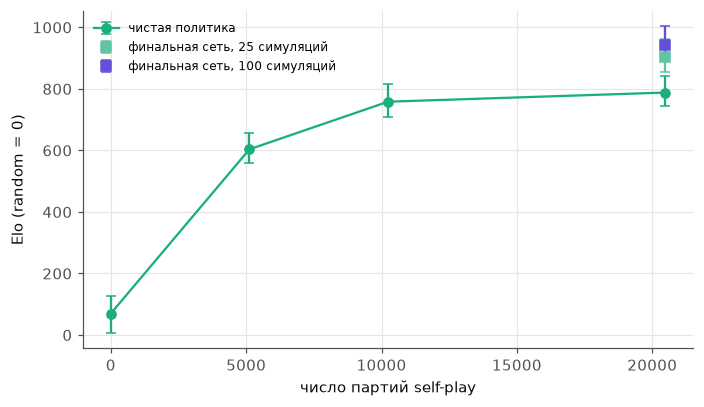 1000
800
600
400
200
0
Elo (random = 0)
чистая политика
финальная сеть, 25 симуляций
финальная сеть, 100 симуляций
0
5000
10000
15000
20000
число партий self-play